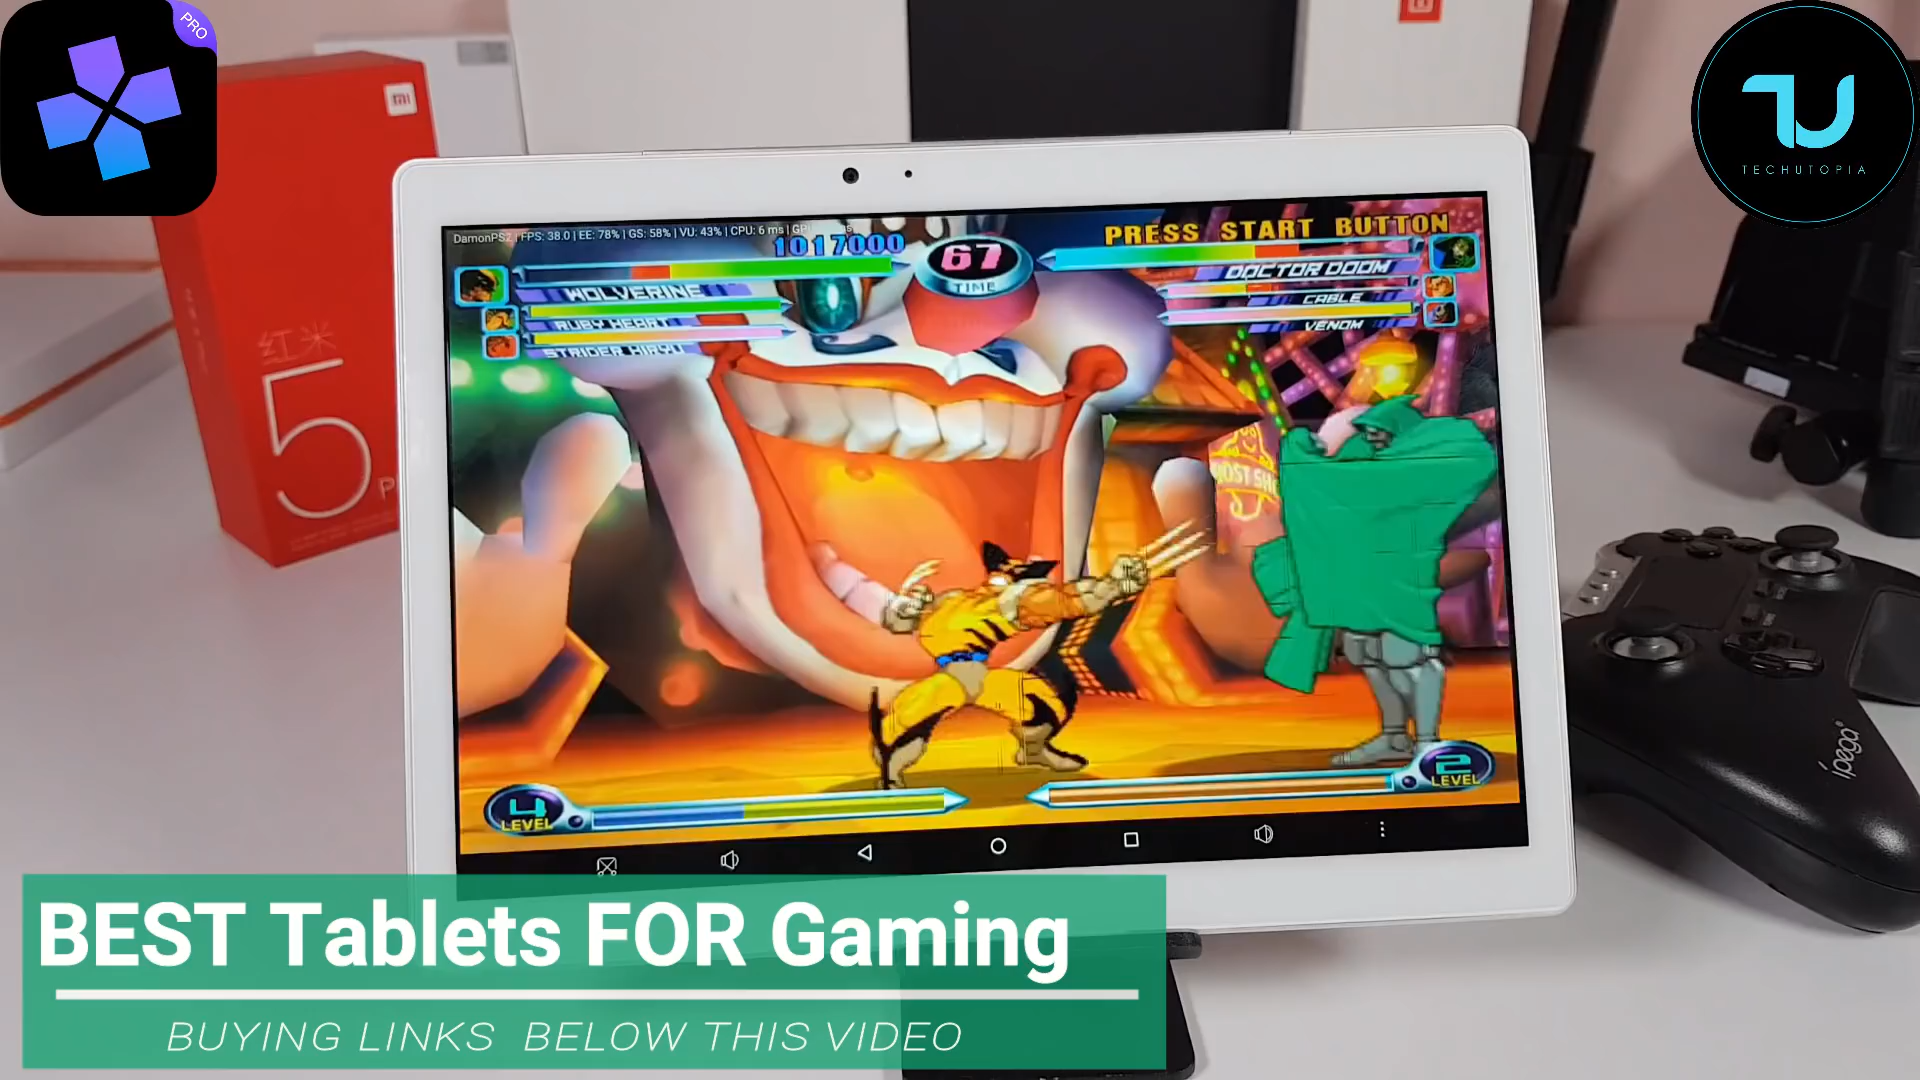 PRO
mi
TECHUTOPIA
DamonPS2 | FPS: 38.0 | EE: 78% | GS: 58% | VU: 43% | CPU: 6 ms |
1017000
67
TIME
PRESS START BUTTON
WOLVERINE
RUBY HEART
STRIDER HIRYU
DOCTOR DOOM
CABLE
VENOM
红米
5
P
4
LEVEL
2
LEVEL
ípega
BEST Tablets FOR Gaming
BUYING LINKS BELOW THIS VIDEO